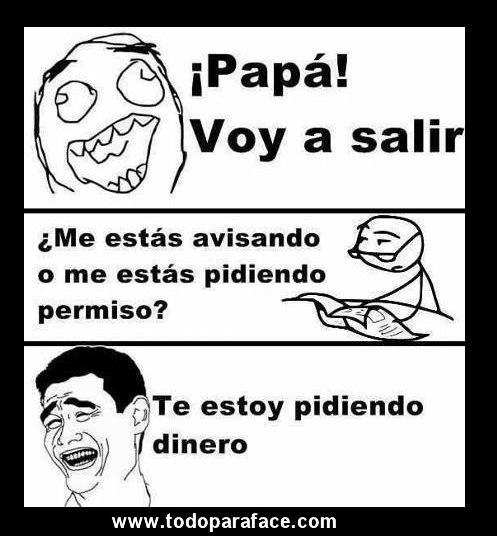 ¡Papá!
Voy a salir
¿Me estás avisando
o me estás pidiendo
permiso?
Te estoy pidiendo
dinero
www.todoparaface.com